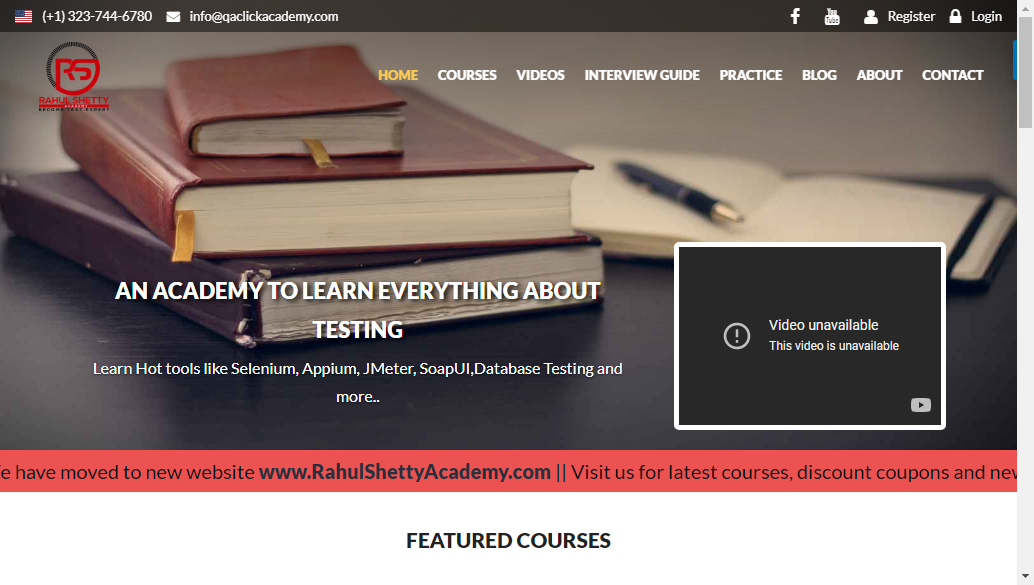 (+1) 323-744-6780 info@qaclickacademy.com Register Login
RAHUL SHETTY
HOME COURSES VIDEOS INTERVIEW GUIDE PRACTICE BLOG ABOUT CONTACT
AN ACADEMY TO LEARN EVERYTHING ABOUT
TESTING
Learn Hot tools like Selenium, Appium, JMeter, SoapUI,Database Testing and
more..
Video unavailable
This video is unavailable
e have moved to new website www.RahulShettyAcademy.com || Visit us for latest courses, discount coupons and new
FEATURED COURSES